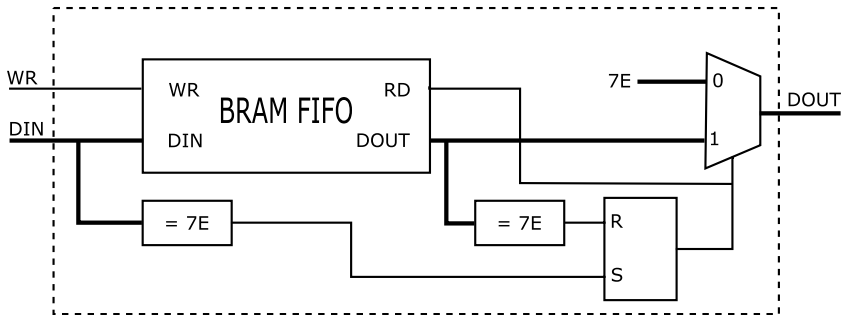 WR
DIN
WR
RD
BRAM FIFO
DIN
DOUT
7E
0
1
DOUT
= 7E
= 7E
R
S